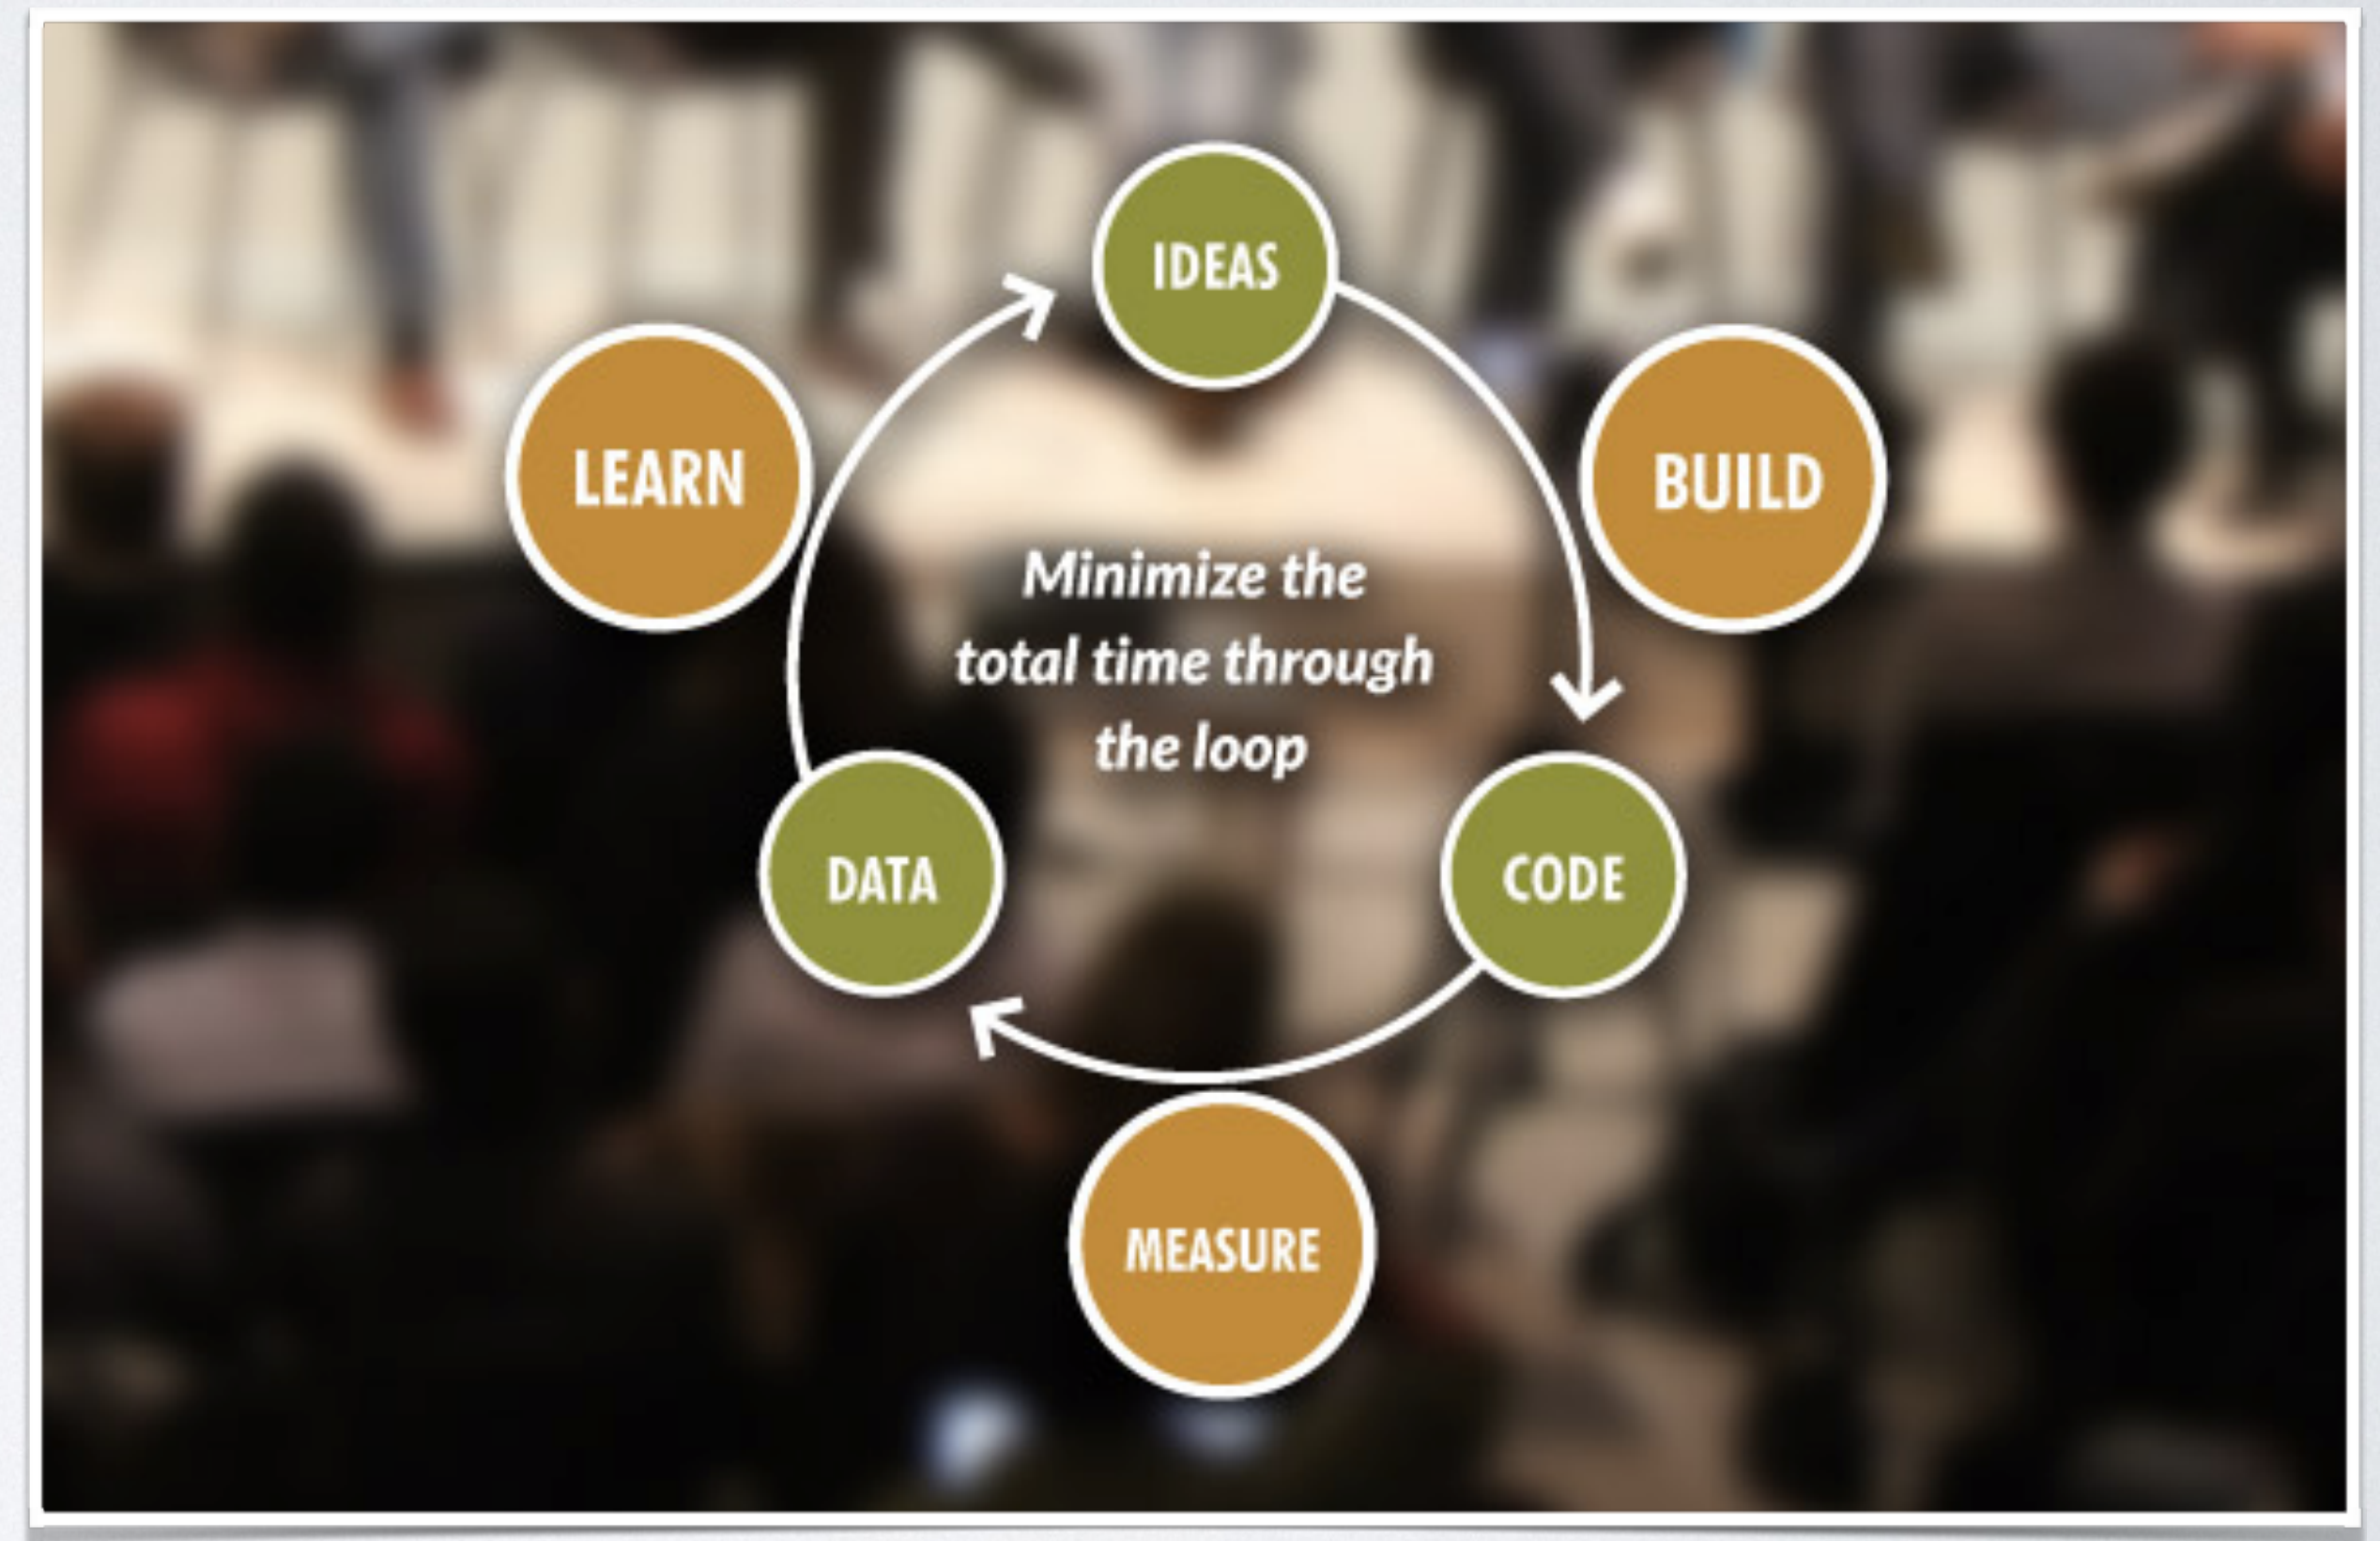 IDEAS
LEARN
BUILD
Minimize the
total time through
the loop
DATA
CODE
MEASURE